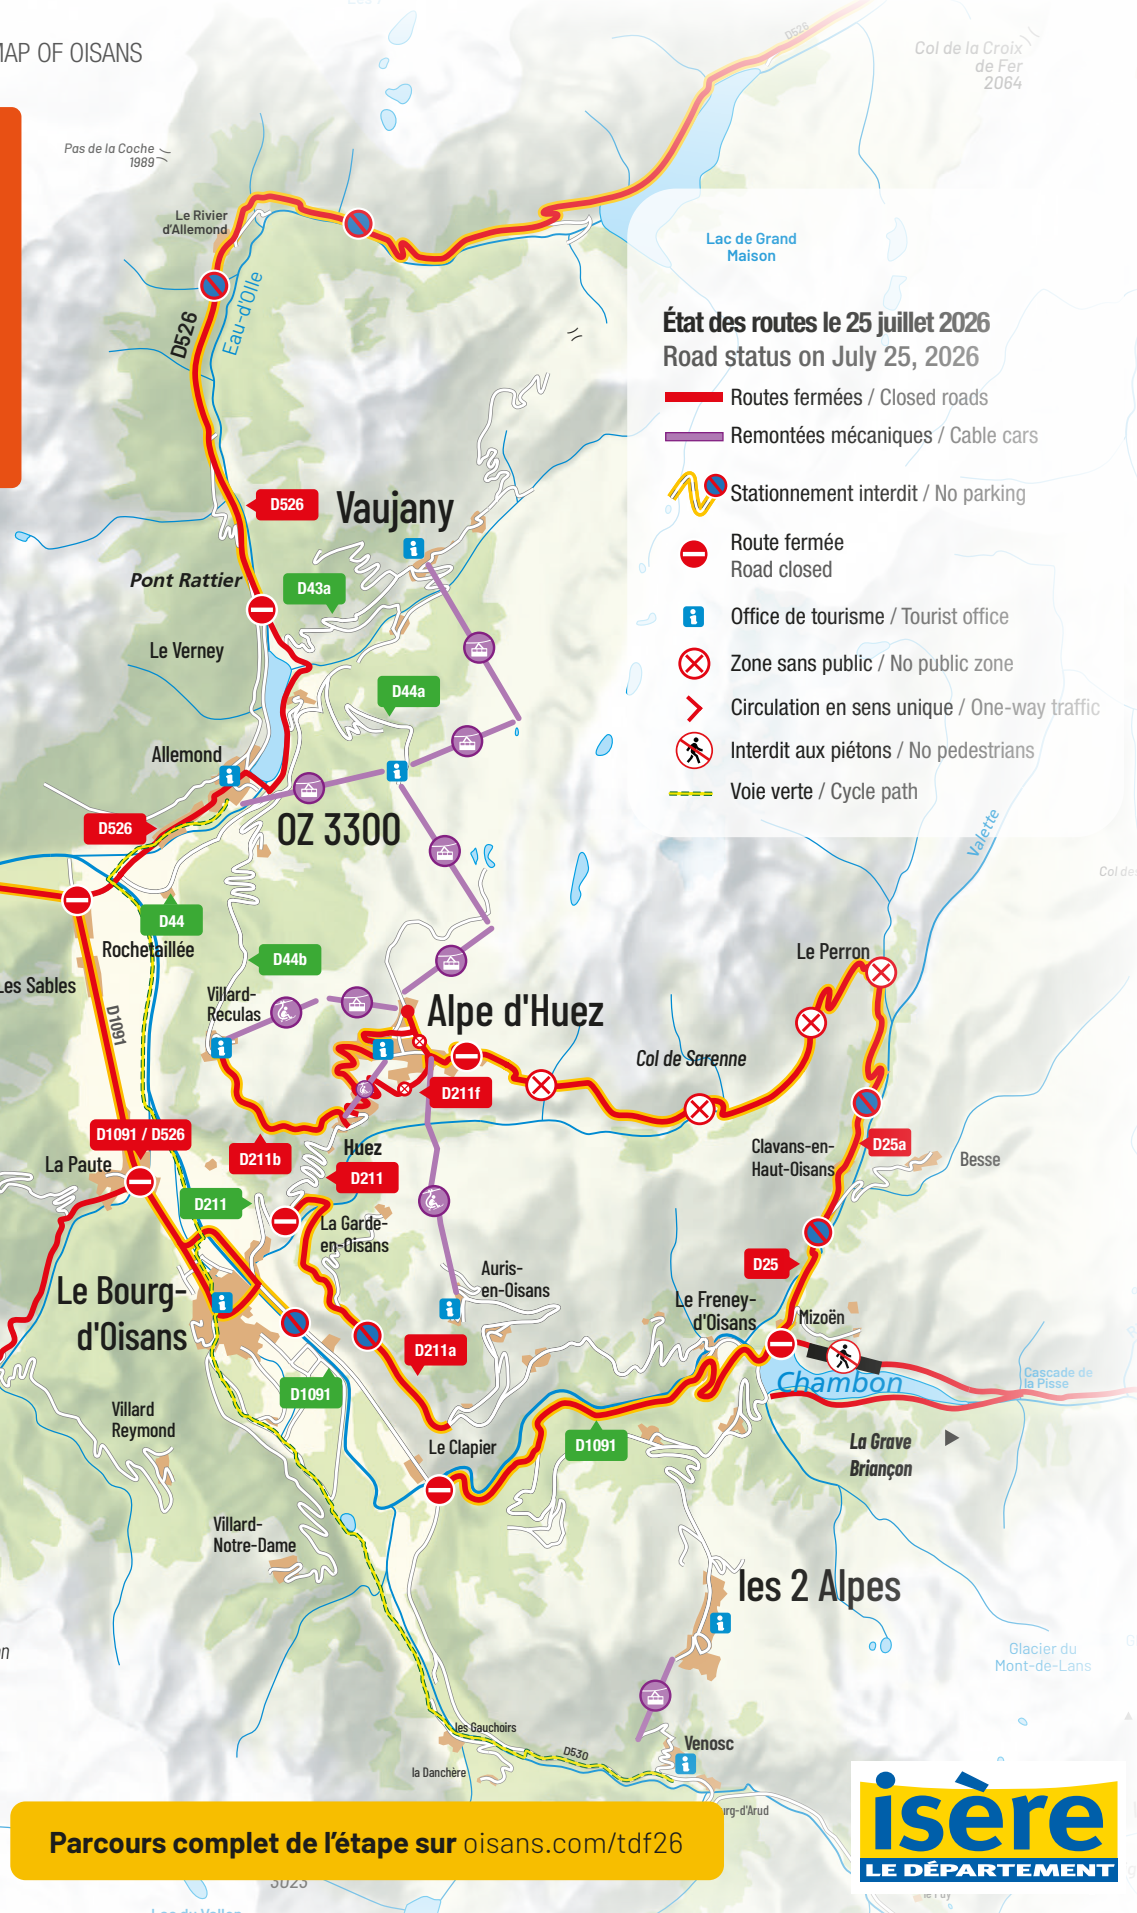 MAP OF OISANS
D526
Col de la Croix
de Fer
2064
Pas de la Coche
1989
Le Rivier
d'Allemond
Lac de Grand
Maison
Eau-d'Olle
D526
État des routes le 25 juillet 2026
Road status on July 25, 2026
Routes fermées / Closed roads
Remontées mécaniques / Cable cars
Stationnement interdit / No parking
Route fermée
Road closed
Office de tourisme / Tourist office
Zone sans public / No public zone
Circulation en sens unique / One-way traffic
Interdit aux piétons / No pedestrians
Voie verte / Cycle path
D526
Vaujany
Pont Rattier
D43a
Le Verney
D44a
Allemond
OZ 3300
D526
Valette
D44
Rochetaillée
Les Sables
D44b
Villard-
Reculas
D1091
Le Perron
Alpe d'Huez
Col de Sarenne
D211f
D1091 / D526
La Paute
D211b
Huez
D211
D211
La Garde-
en-Oisans
Clavans-en-
Haut-Oisans
D25a
Besse
D25
Auris-
en-Oisans
Le Freney-
d'Oisans
Mizoën
Le Bourg-
d'Oisans
D211a
Chambon
Cascade de
la Pisse
D1091
Villard
Reymond
Le Clapier
D1091
La Grave
Briançon
Villard-
Notre-Dame
les 2 Alpes
Glacier du
Mont-de-Lans
les Gauchoirs
D530
la Danchère
Venosc
Parcours complet de l'étape sur oisans.com/tdf26
3023
isère
LE DÉPARTEMENT